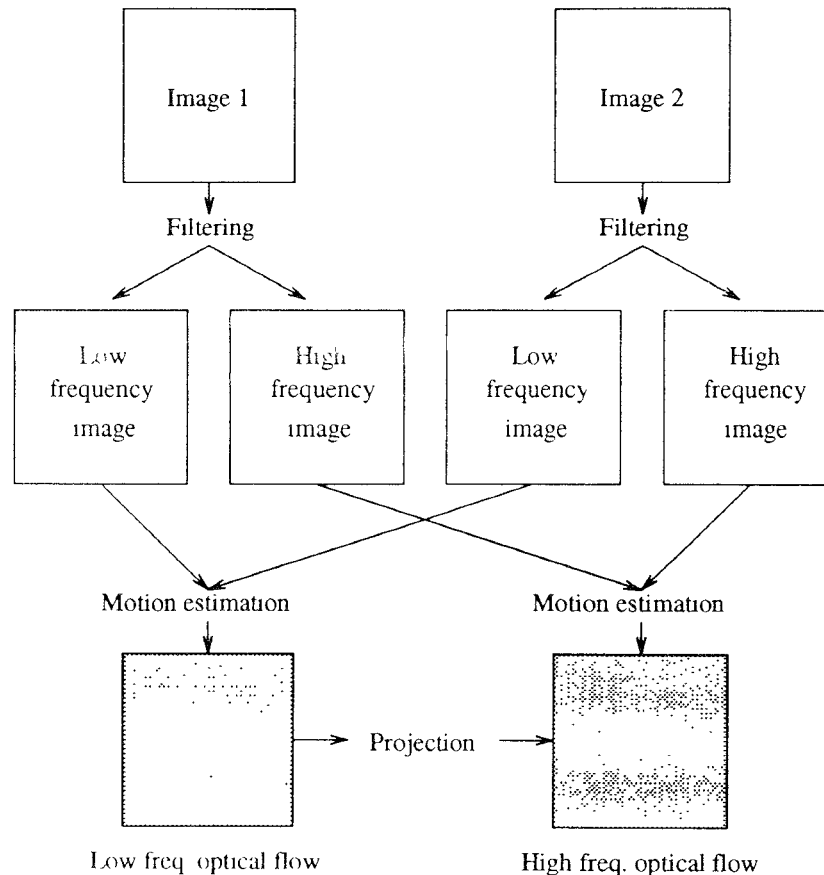 Image 1
Image 2
Filtering
Filtering
Low
frequency
image
High
frequency
image
Low
frequency
image
High
frequency
image
Motion estimation
Motion estimation
Projection
Low freq. optical flow
High freq. optical flow